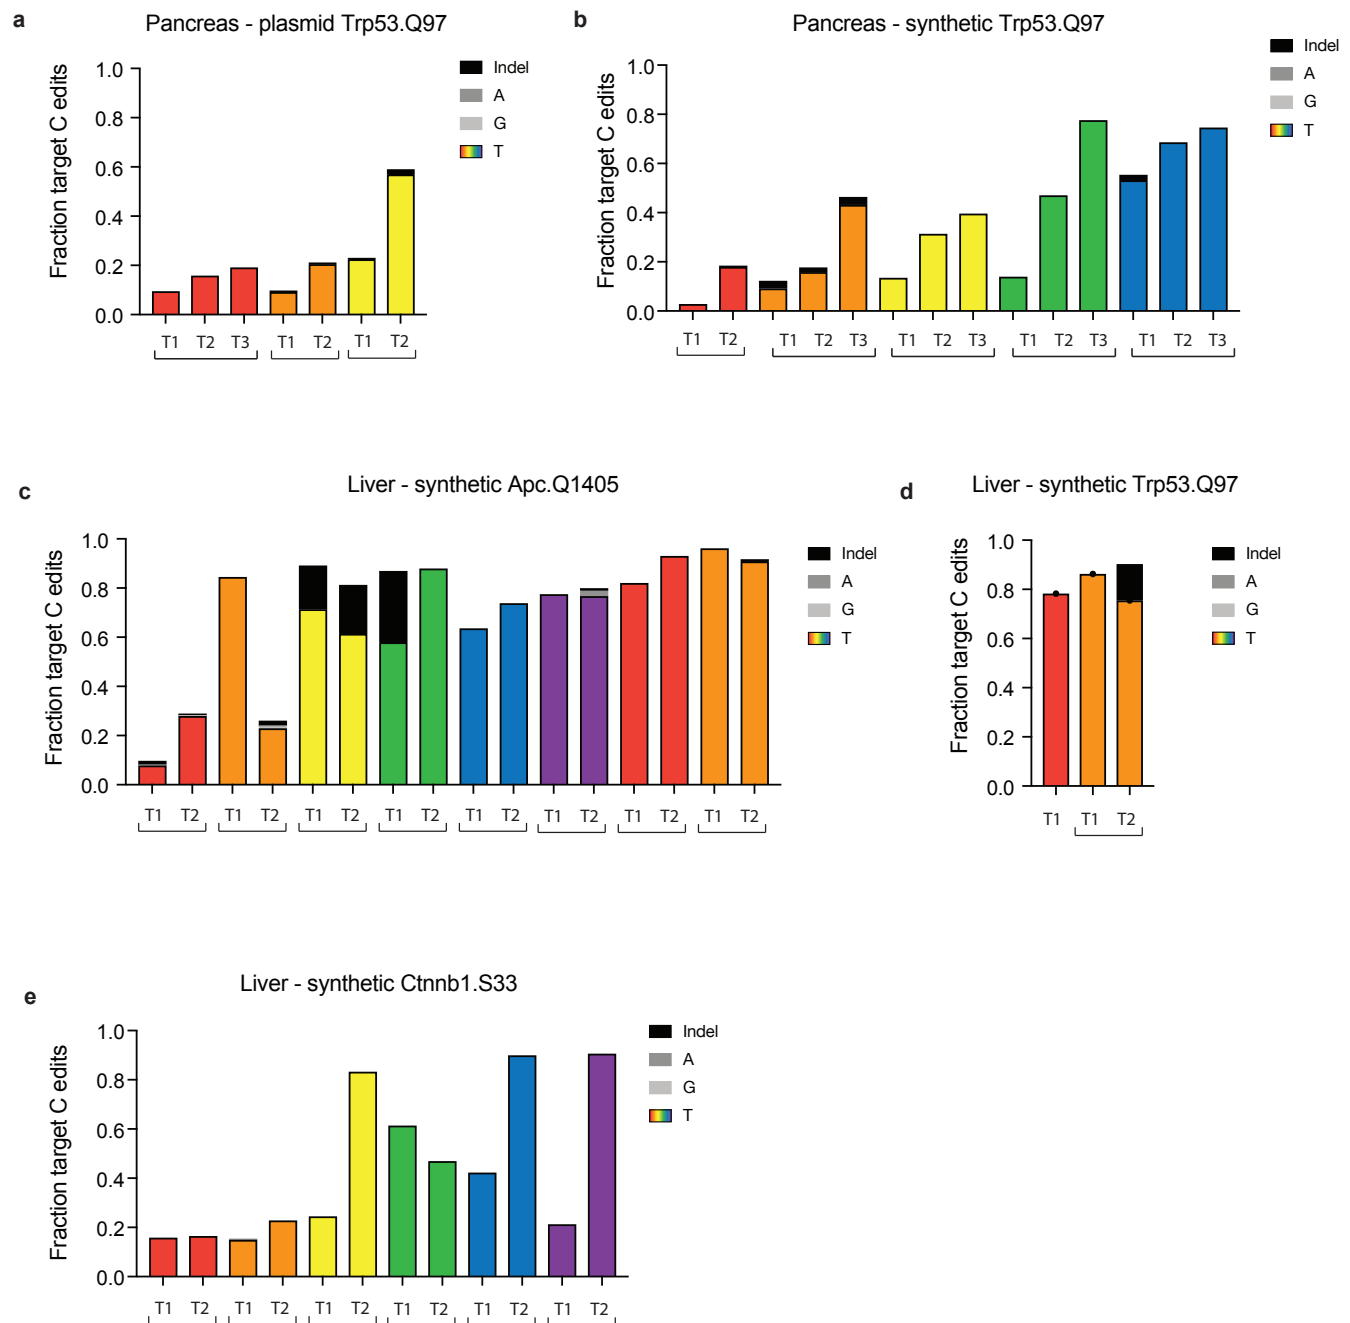 a
Pancreas - plasmid Trp53.Q97
Fraction target C edits
1.0
0.8
0.6
0.4
0.2
0.0
T1 T2 T3 T1 T2 T1 T2
Indel
A
G
T
b
Pancreas - synthetic Trp53.Q97
Fraction target C edits
1.0
0.8
0.6
0.4
0.2
0.0
T1 T2 T1 T2 T3 T1 T2 T3 T1 T2 T3 T1 T2 T3
Indel
A
G
T
c
Liver - synthetic Apc.Q1405
Fraction target C edits
1.0
0.8
0.6
0.4
0.2
0.0
T1 T2 T1 T2 T1 T2 T1 T2 T1 T2 T1 T2 T1 T2 T1 T2
Indel
A
G
T
d
Liver - synthetic Trp53.Q97
Fraction target C edits
1.0
0.8
0.6
0.4
0.2
0.0
T1 T1 T2
Indel
A
G
T
e
Liver - synthetic Ctnnb1.S33
Fraction target C edits
1.0
0.8
0.6
0.4
0.2
0.0
T1 T2 T1 T2 T1 T2 T1 T2 T1 T2 T1 T2
Indel
A
G
T